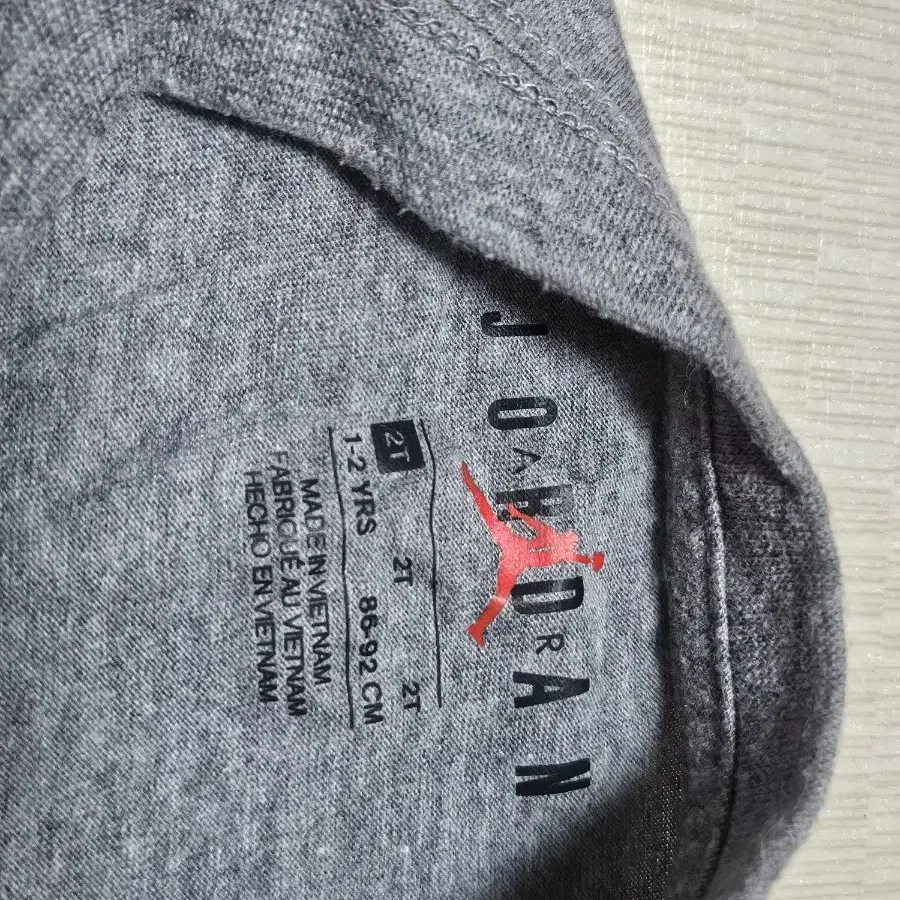 JORDAN
2T 2T 2T
1-2 YRS 86-92 CM
MADE IN VIETNAM
FABRIQUÉ AU VIETNAM
HECHO EN VIETNAM